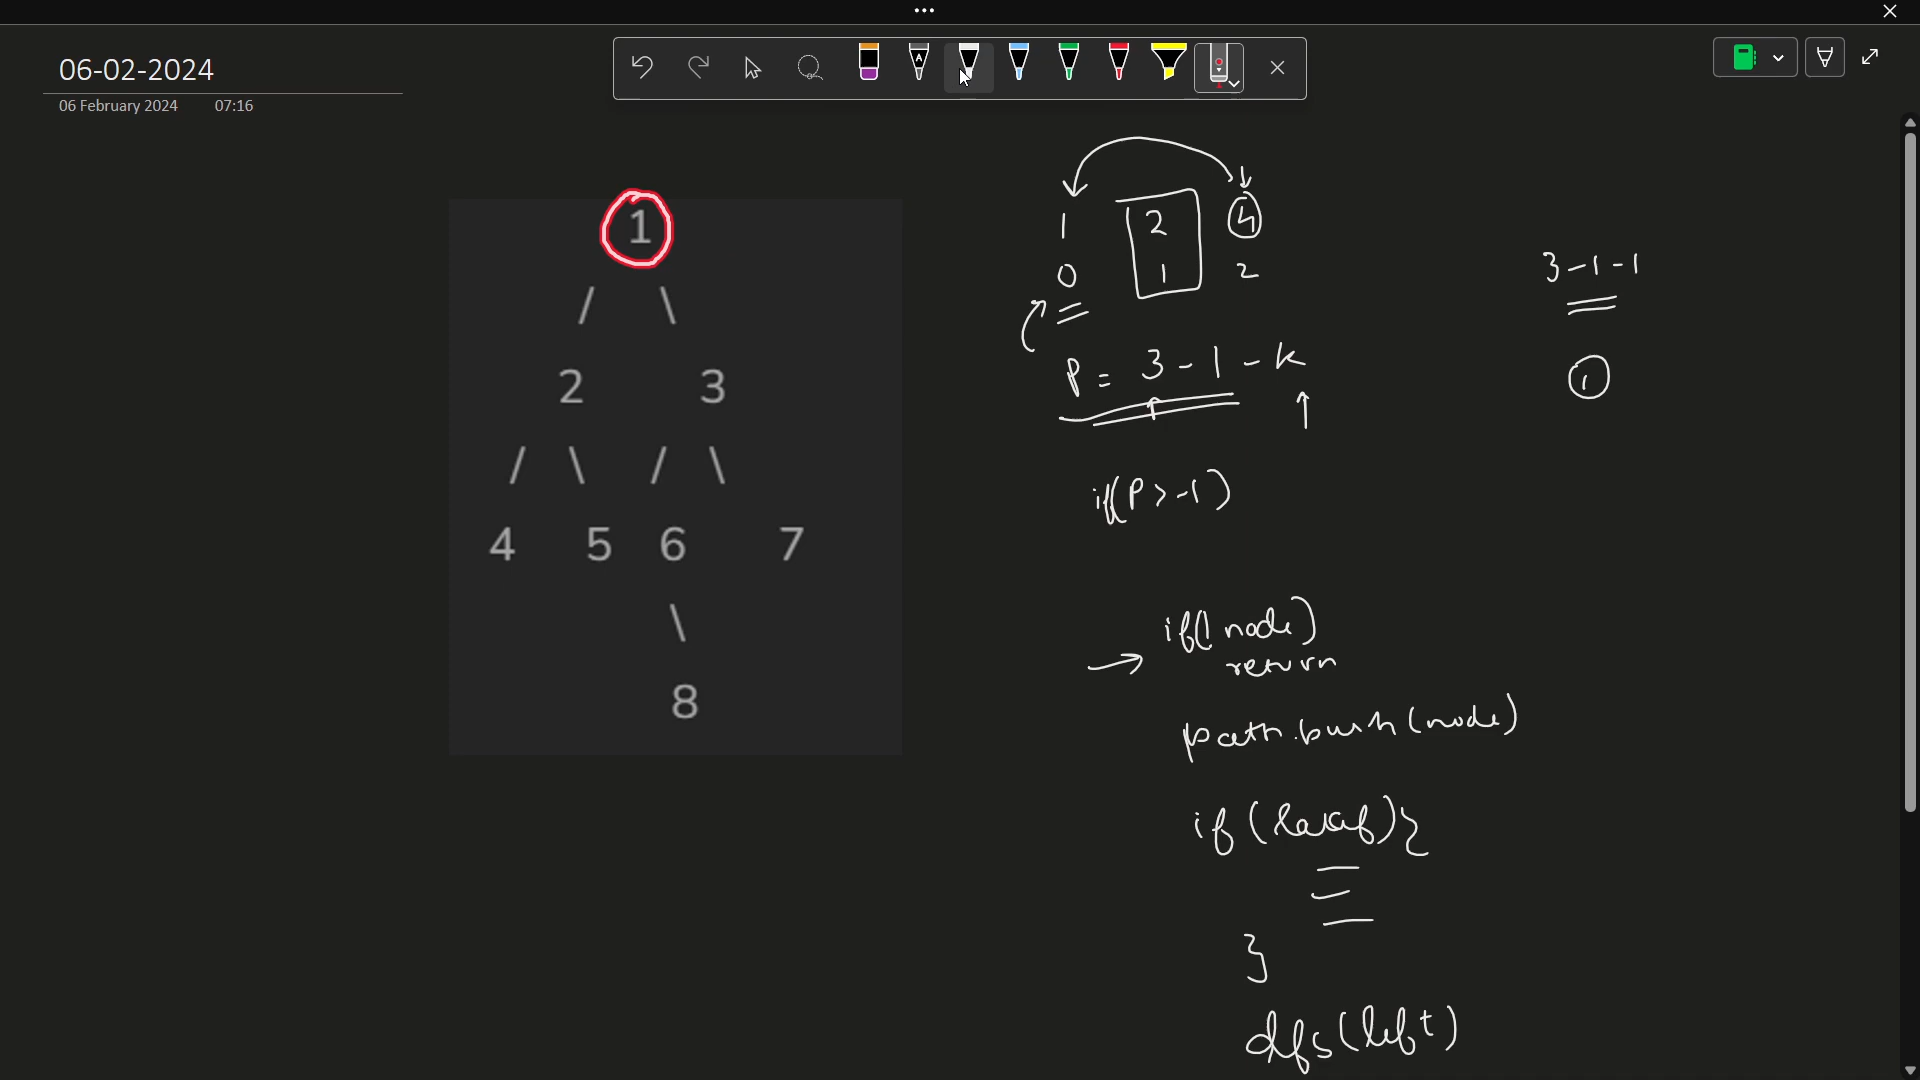 06-02-2024
06 February 2024 07:16
1
/ \
2 3
/ \ / \
4 5 6 7
\
8
1 2 4
0 1 2
P = 3 - 1 - k
if(P > -1)
3 - 1 - 1
1
if(! node)
return
path.push(node)
if (leaf){
}
dfs(left)